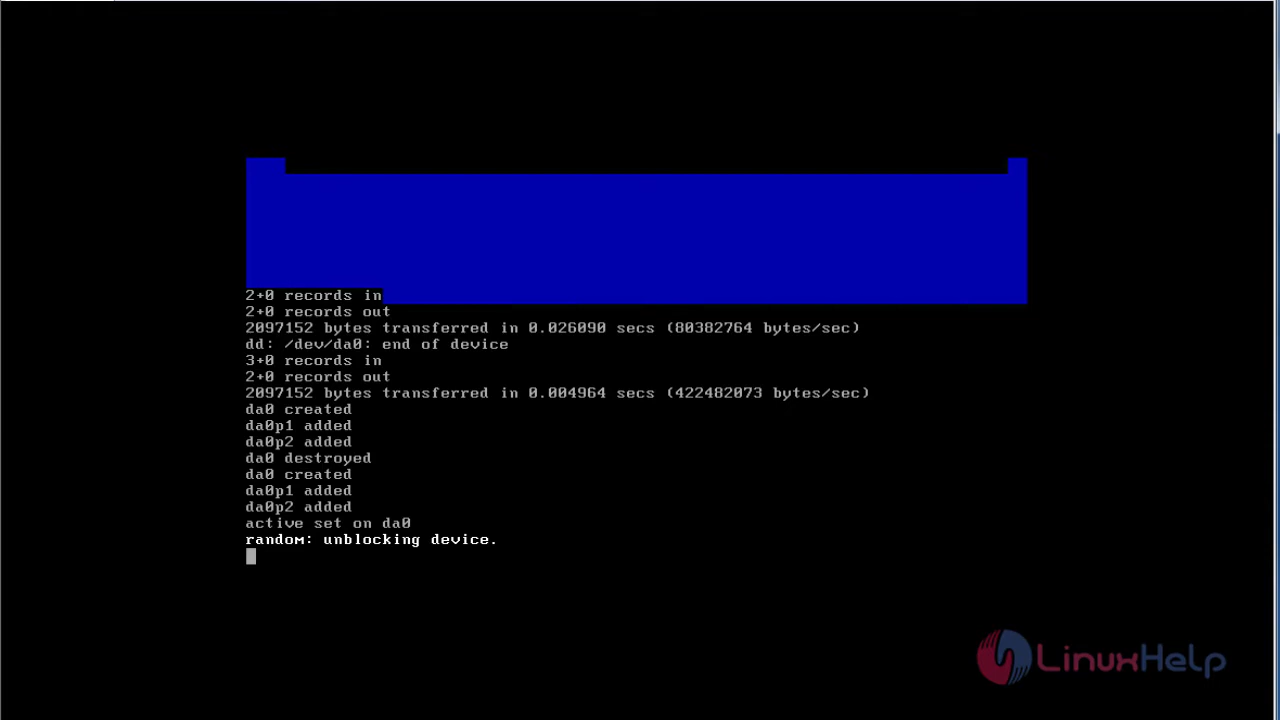 2+0 records in
2+0 records out
2097152 bytes transferred in 0.026090 secs (80382764 bytes/sec)
dd: /dev/da0: end of device
3+0 records in
2+0 records out
2097152 bytes transferred in 0.004964 secs (422482073 bytes/sec)
da0 created
da0p1 added
da0p2 added
da0 destroyed
da0 created
da0p1 added
da0p2 added
active set on da0
random: unblocking device.
LinuxHelp